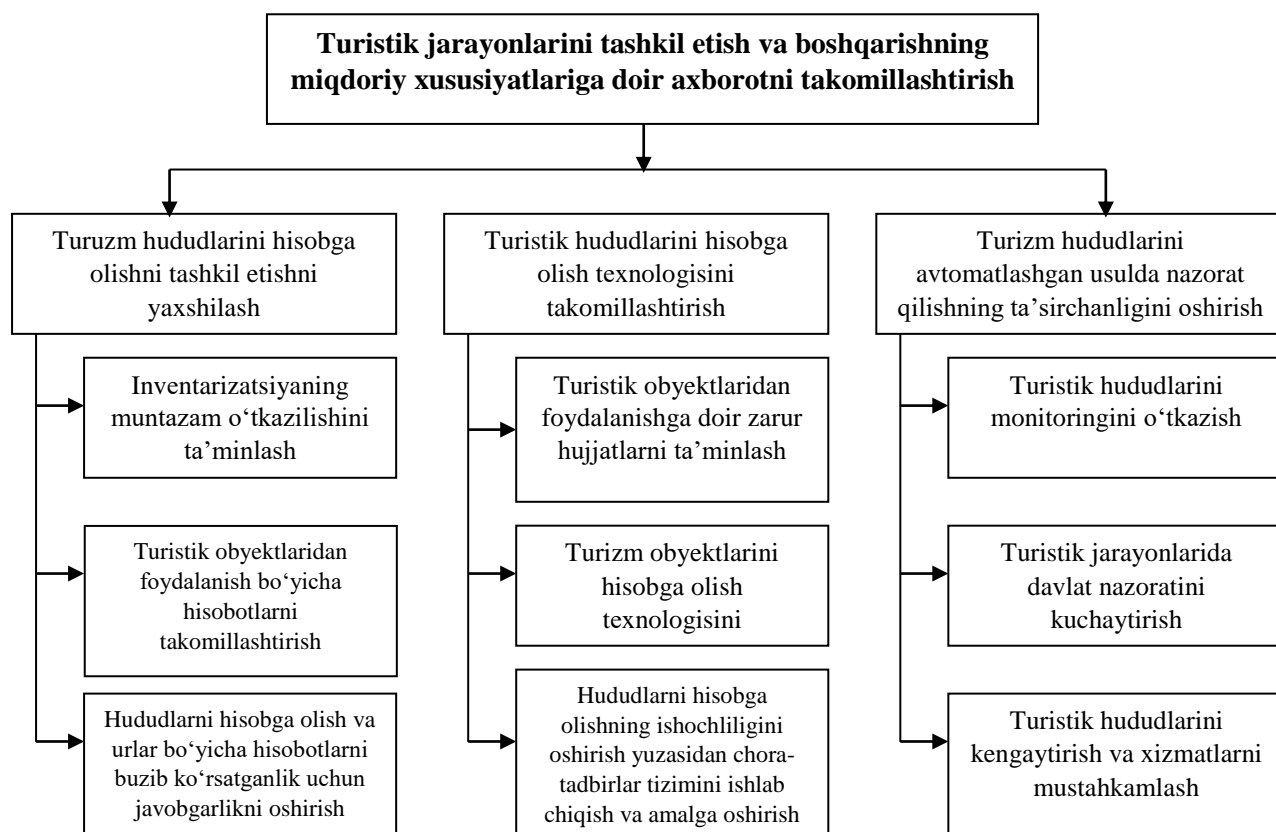 Turistik jarayonlarini tashkil etish va boshqarishning
miqdoriy xususiyatlariga doir axborotni takomillashtirish
Turuzm hududlarini hisobga
olishni tashkil etishni
yaxshilash
Inventarizatsiyaning
muntazam o‘tkazilishini
ta’minlash
Turistik obyektlaridan
foydalanish bo‘yicha
hisobotlarni
takomillashtirish
Hududlarni hisobga olish va
urlar bo‘yicha hisobotlarni
buzib ko‘rsatganlik uchun
javobgarlikni oshirish
Turistik hududlarini hisobga
olish texnologisini
takomillashtirish
Turistik obyektlaridan
foydalanishga doir zarur
hujjatlarni ta’minlash
Turizm obyektlarini
hisobga olish
texnologisini
Hududlarni hisobga
olishning ishochliligini
oshirish yuzasidan chora-
tadbirlar tizimini ishlab
chiqish va amalga oshirish
Turizm hududlarini
avtomatlashgan usulda nazorat
qilishning ta’sirchanligini oshirish
Turistik hududlarini
monitoringini o‘tkazish
Turistik jarayonlarida
davlat nazoratini
kuchaytirish
Turistik hududlarini
kengaytirish va xizmatlarni
mustahkamlash